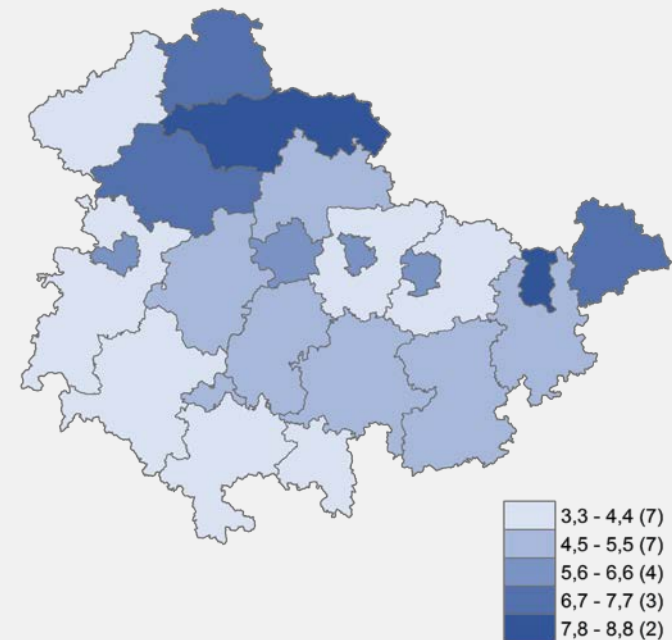 3,3 - 4,4 (7)
4,5 - 5,5 (7)
5,6 - 6,6 (4)
6,7 - 7,7 (3)
7,8 - 8,8 (2)